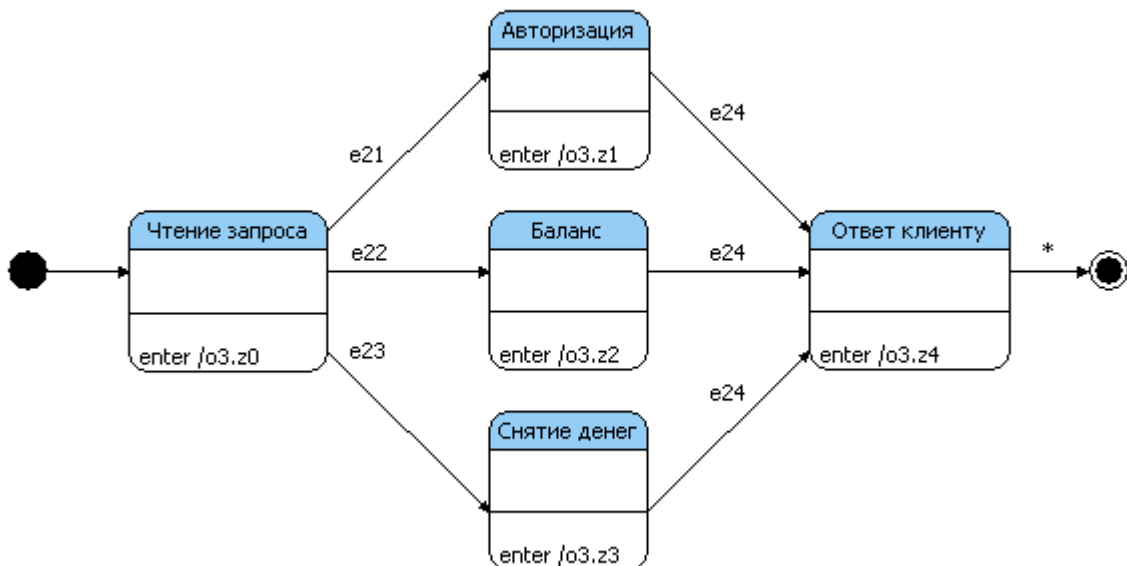 Авторизация
enter /o3.z1
e21
e24
Чтение запроса
enter /o3.z0
e22
Баланс
enter /o3.z2
e24
Ответ клиенту
enter /o3.z4
*
e23
Снятие денег
enter /o3.z3
e24